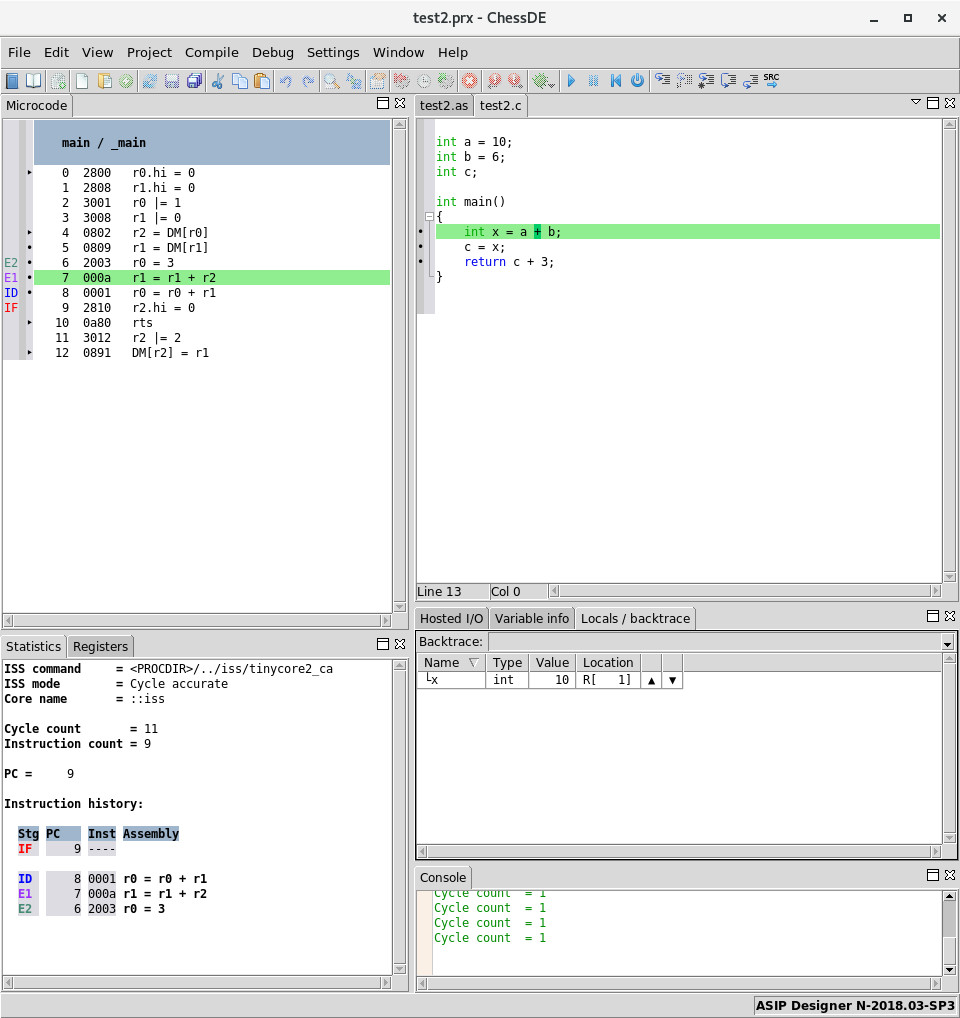 test2.prx - ChessDE
File Edit View Project Compile Debug Settings Window Help
SRC
Microcode
main / _main
0 2800 r0.hi = 0
1 2808 r1.hi = 0
2 3001 r0 |= 1
3 3008 r1 |= 0
4 0802 r2 = DM[r0]
5 0809 r1 = DM[r1]
E2 6 2003 r0 = 3
E1 7 000a r1 = r1 + r2
ID 8 0001 r0 = r0 + r1
IF 9 2810 r2.hi = 0
10 0a80 rts
11 3012 r2 |= 2
12 0891 DM[r2] = r1
test2.as test2.c
int a = 10;
int b = 6;
int c;
int main()
{
int x = a + b;
c = x;
return c + 3;
}
Line 13 Col 0
Statistics Registers
ISS command = <PROCDIR>/../iss/tinycore2_ca
ISS mode = Cycle accurate
Core name = ::iss
Cycle count = 11
Instruction count = 9
PC = 9
Instruction history:
Stg PC Inst Assembly
IF 9 ----
ID 8 0001 r0 = r0 + r1
E1 7 000a r1 = r1 + r2
E2 6 2003 r0 = 3
Hosted I/O Variable info Locals / backtrace
Backtrace:
Name Type Value Location
x int 10 R[ 1]
Console
Cycle count = 1
Cycle count = 1
Cycle count = 1
Cycle count = 1
ASIP Designer N-2018.03-SP3